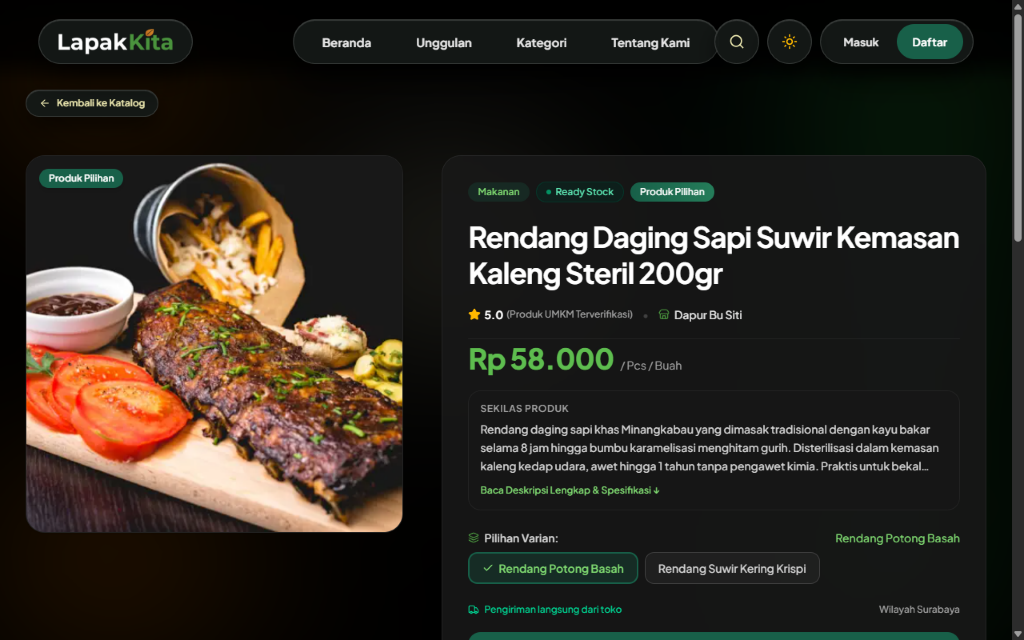 LapakKita
Beranda
Unggulan
Kategori
Tentang Kami
Masuk
Daftar
← Kembali ke Katalog
Produk Pilihan
Makanan
Ready Stock
Produk Pilihan
Rendang Daging Sapi Suwir Kemasan
Kaleng Steril 200gr
5.0 (Produk UMKM Terverifikasi) • Dapur Bu Siti
Rp 58.000 / Pcs / Buah
SEKILAS PRODUK
Rendang daging sapi khas Minangkabau yang dimasak tradisional dengan kayu bakar
selama 8 jam hingga bumbu karamelisasi menghitam gurih. Disterilisasi dalam kemasan
kaleng kedap udara, awet hingga 1 tahun tanpa pengawet kimia. Praktis untuk bekal...
Baca Deskripsi Lengkap & Spesifikasi ↓
Pilihan Varian:
Rendang Potong Basah
Rendang Potong Basah
Rendang Suwir Kering Krispi
Pengiriman langsung dari toko
Wilayah Surabaya